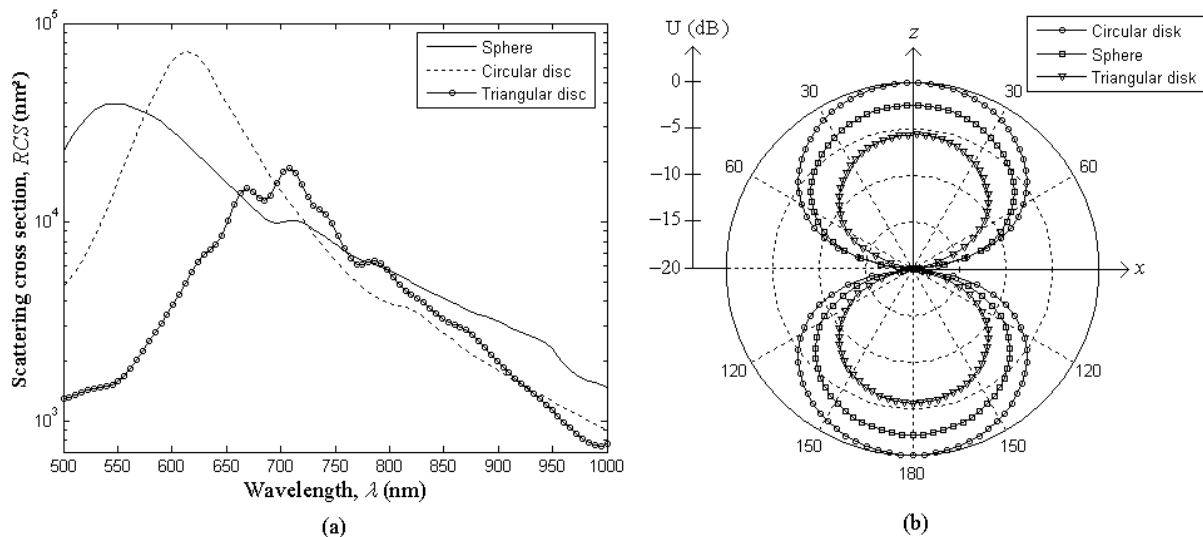 10⁵
10⁴
10³
Scattering cross section, RCS (nm²)
Sphere
Circular disc
Triangular disc
500 550 600 650 700 750 800 850 900 950 1000
Wavelength, λ (nm)
(a)
U (dB)
0
−5
−10
−15
−20
z
x
Circular disk
Sphere
Triangular disk
30 30
60 60
120 120
150 150
180
(b)